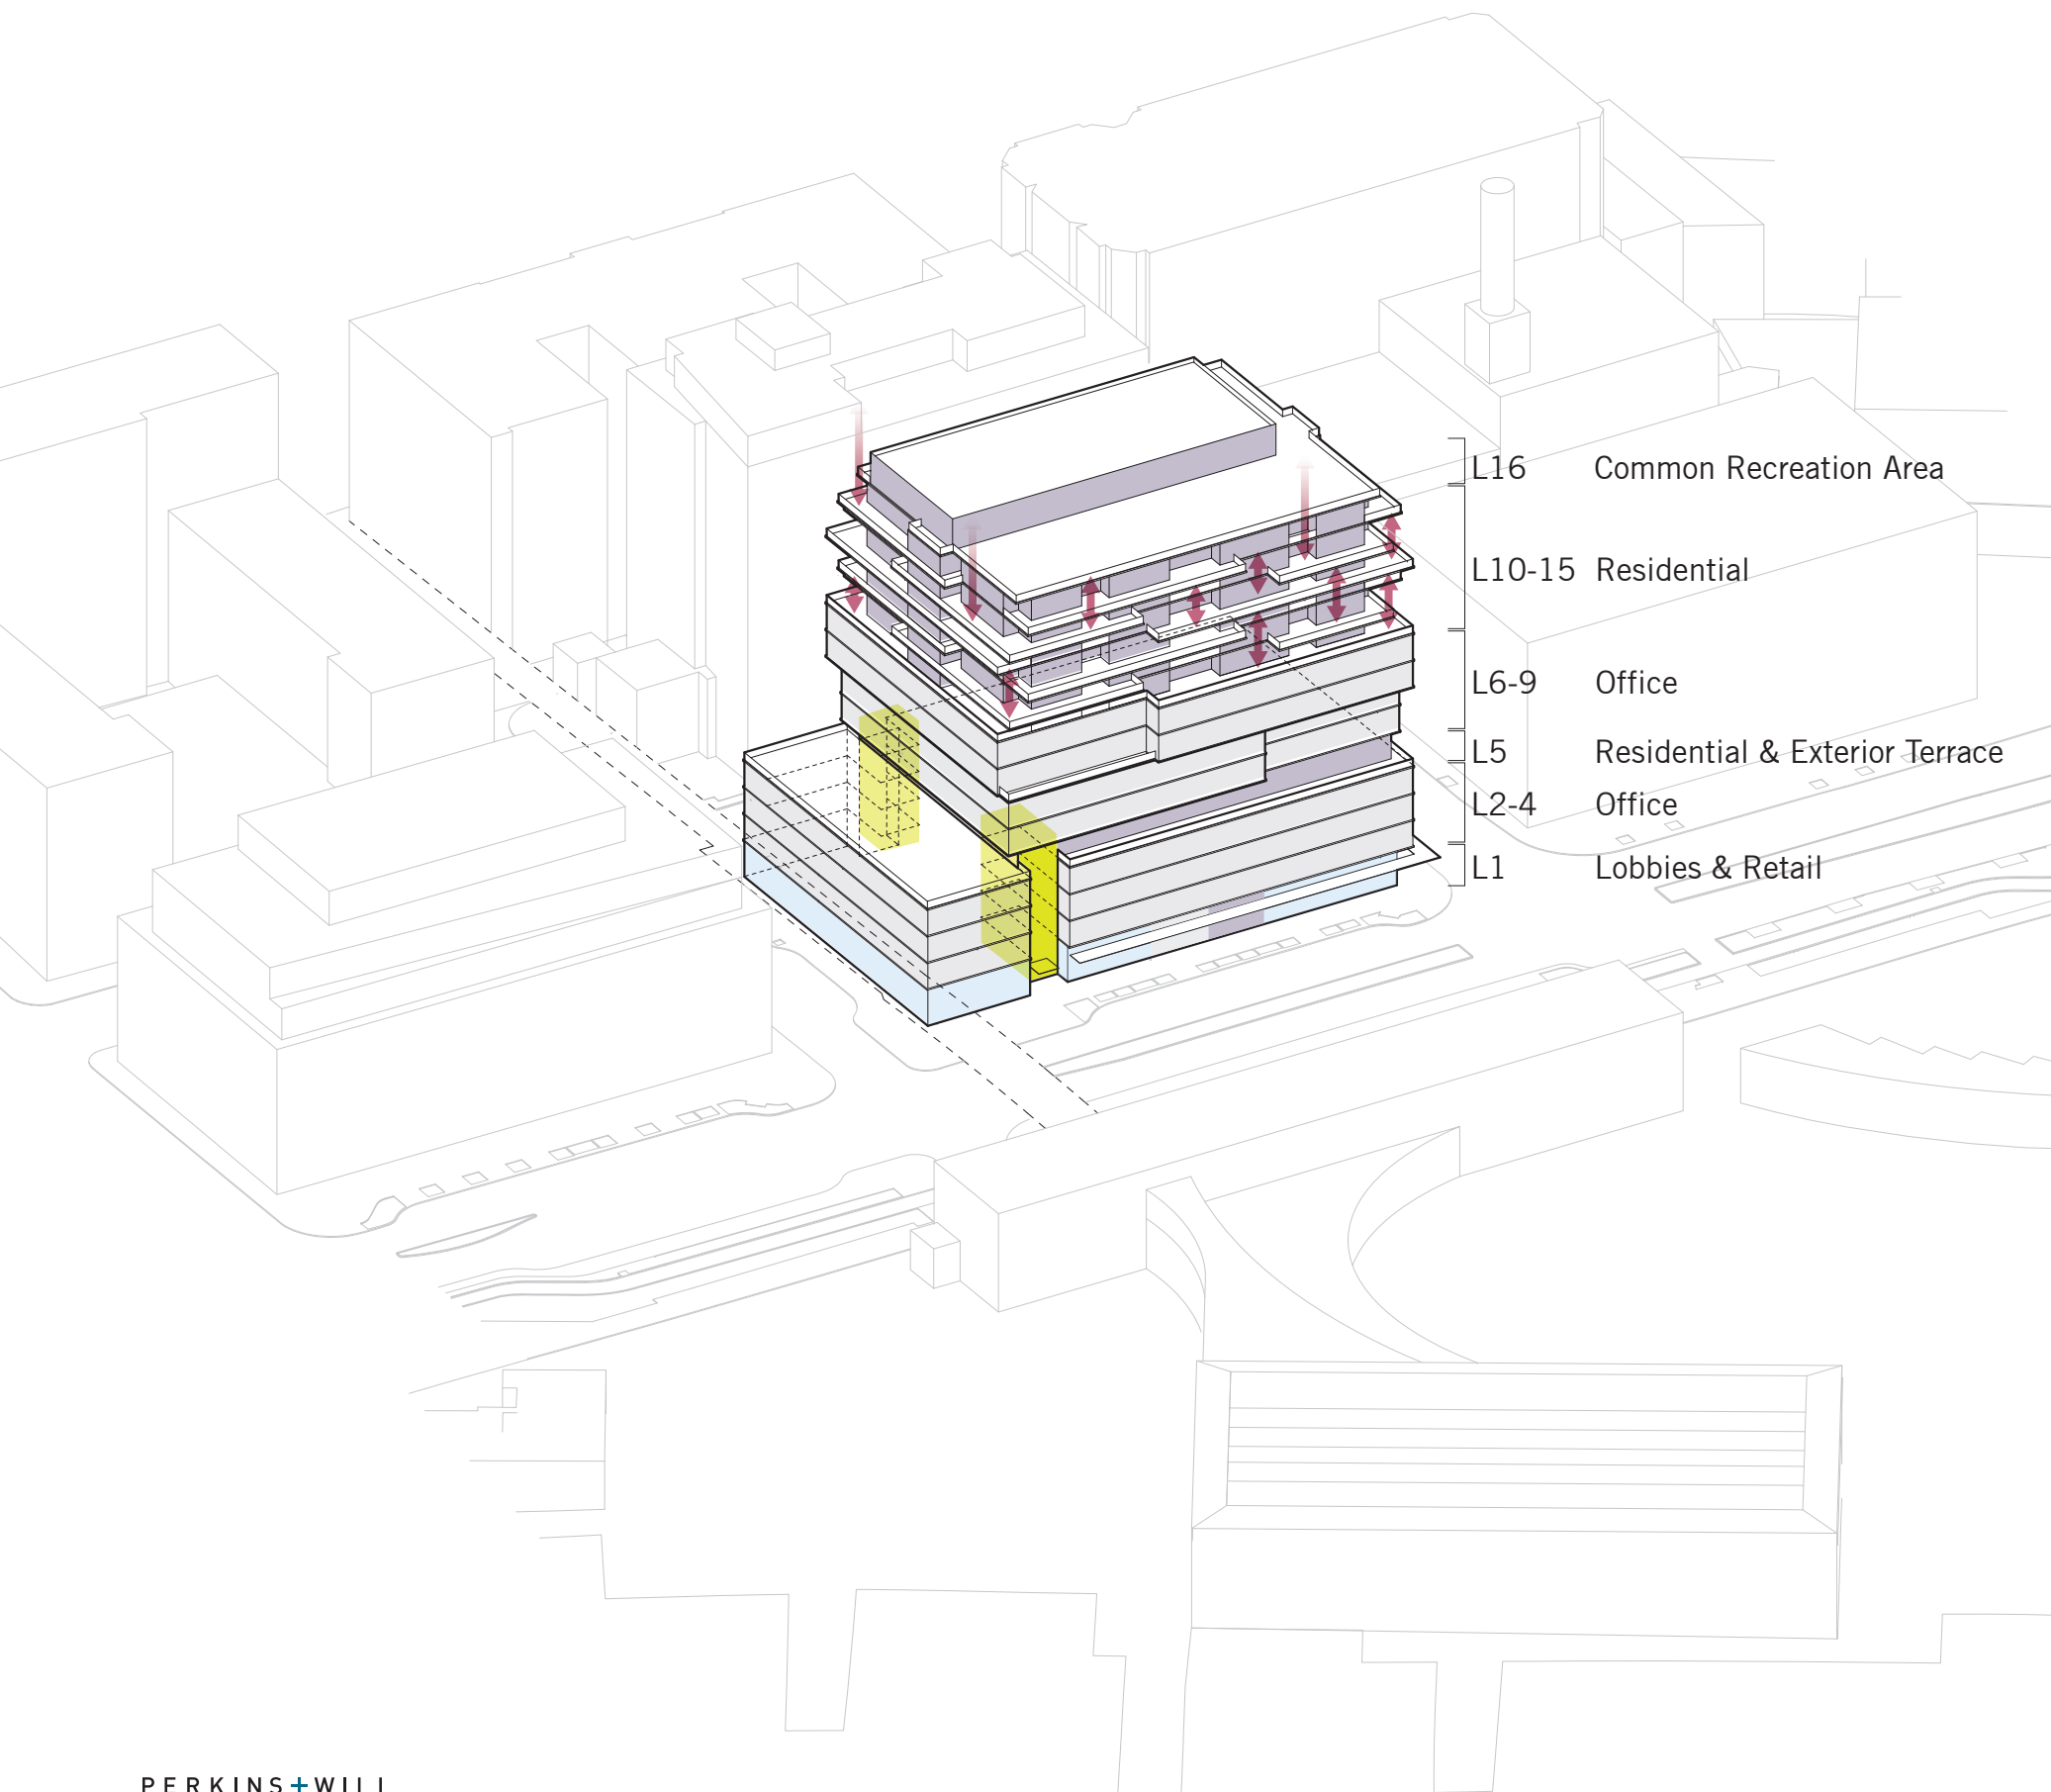 L16 Common Recreation Area
L10-15 Residential
L6-9 Office
L5 Residential & Exterior Terrace
L2-4 Office
L1 Lobbies & Retail
PERKINS+WILL